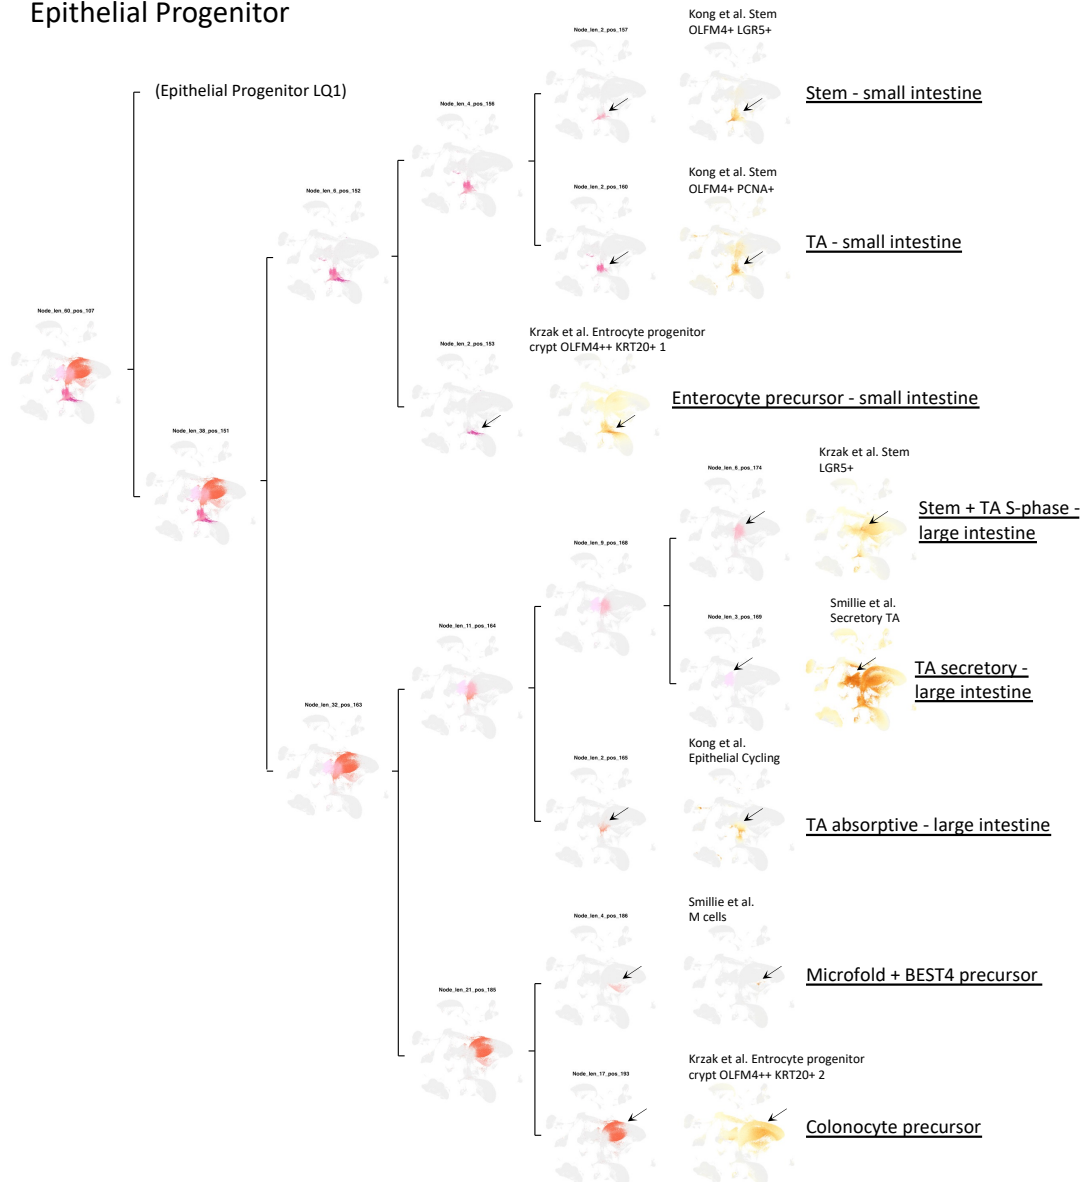 Epithelial Progenitor
Node_len_2_pos_157
Kong et al. Stem
OLFM4+ LGR5+
Stem - small intestine
(Epithelial Progenitor LQ1)
Node_len_4_pos_156
Node_len_6_pos_152
Node_len_2_pos_160
Kong et al. Stem
OLFM4+ PCNA+
TA - small intestine
Node_len_60_pos_107
Node_len_2_pos_153
Krzak et al. Entrocyte progenitor
crypt OLFM4++ KRT20+ 1
Enterocyte precursor - small intestine
Node_len_38_pos_151
Node_len_6_pos_174
Krzak et al. Stem
LGR5+
Stem + TA S-phase -
large intestine
Node_len_9_pos_168
Node_len_11_pos_164
Node_len_3_pos_169
Smillie et al.
Secretory TA
TA secretory -
large intestine
Node_len_32_pos_163
Node_len_2_pos_165
Kong et al.
Epithelial Cycling
TA absorptive - large intestine
Node_len_4_pos_186
Smillie et al.
M cells
Microfold + BEST4 precursor
Node_len_21_pos_185
Node_len_17_pos_193
Krzak et al. Entrocyte progenitor
crypt OLFM4++ KRT20+ 2
Colonocyte precursor